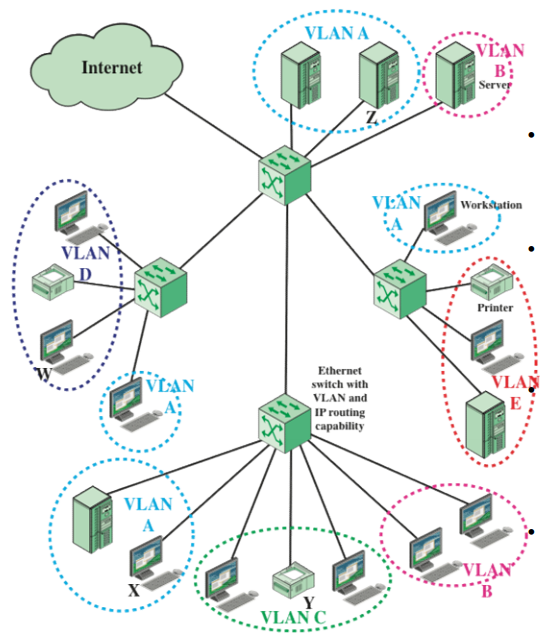 VLAN A
Internet
VLAN
B
Server
Z
VLAN
A
Workstation
VLAN
D
Printer
W
VLAN
E
VLAN
A
Ethernet
switch with
VLAN and
IP routing
capability
VLAN
A
X
Y
VLAN C
VLAN
B